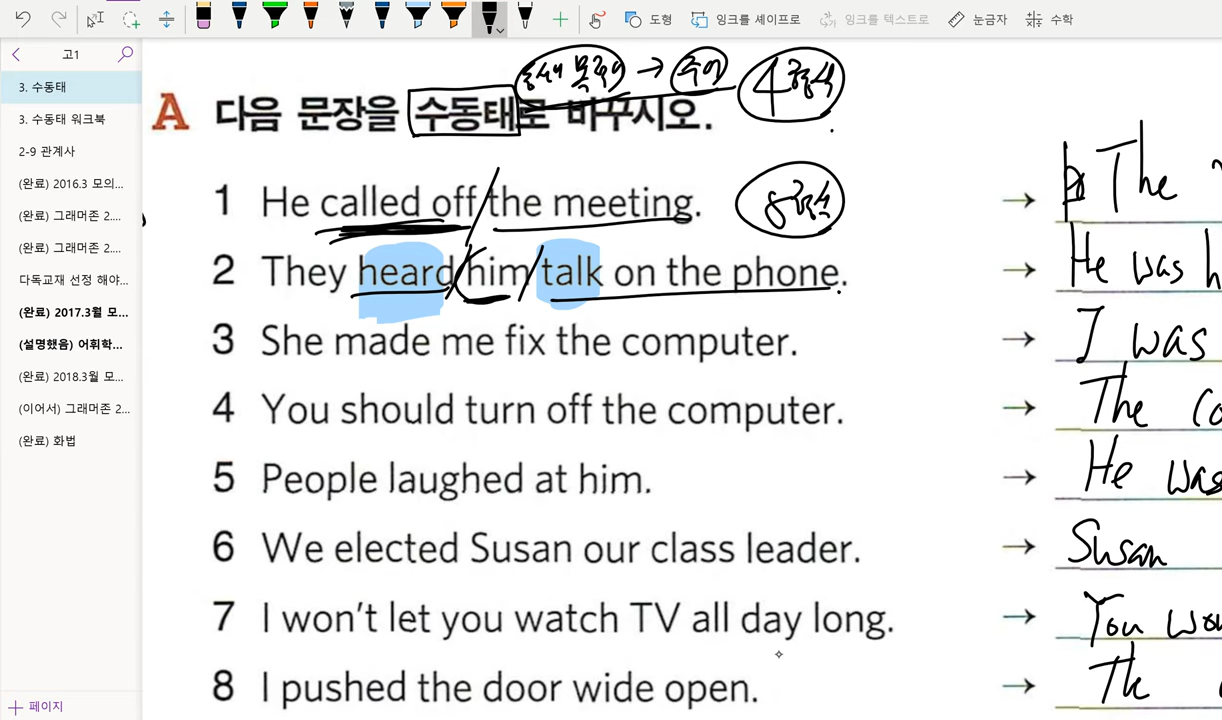 도형
잉크를 셰이프로
잉크를 텍스트로
눈금자
수학
고1
3. 수동태
3. 수동태 워크북
2-9 관계사
(완료) 2016.3 모의...
(완료) 그래머존 2....
(이어서) 그래머존 2...
다독교재 선정 해야...
(완료) 2017.3월 모...
(설명했음) 어휘학...
(완료) 2018.3월 모...
(완료) 화법
페이지
목적어 → 주어
4형식
A 다음 문장을 수동태로 바꾸시오.
1 He called off the meeting. → The
5형식
2 They heard him talk on the phone. → He was h
3 She made me fix the computer. → I was
4 You should turn off the computer. → The co
5 People laughed at him. → He was
6 We elected Susan our class leader. → Susan
7 I won't let you watch TV all day long. → You wou
8 I pushed the door wide open. → The